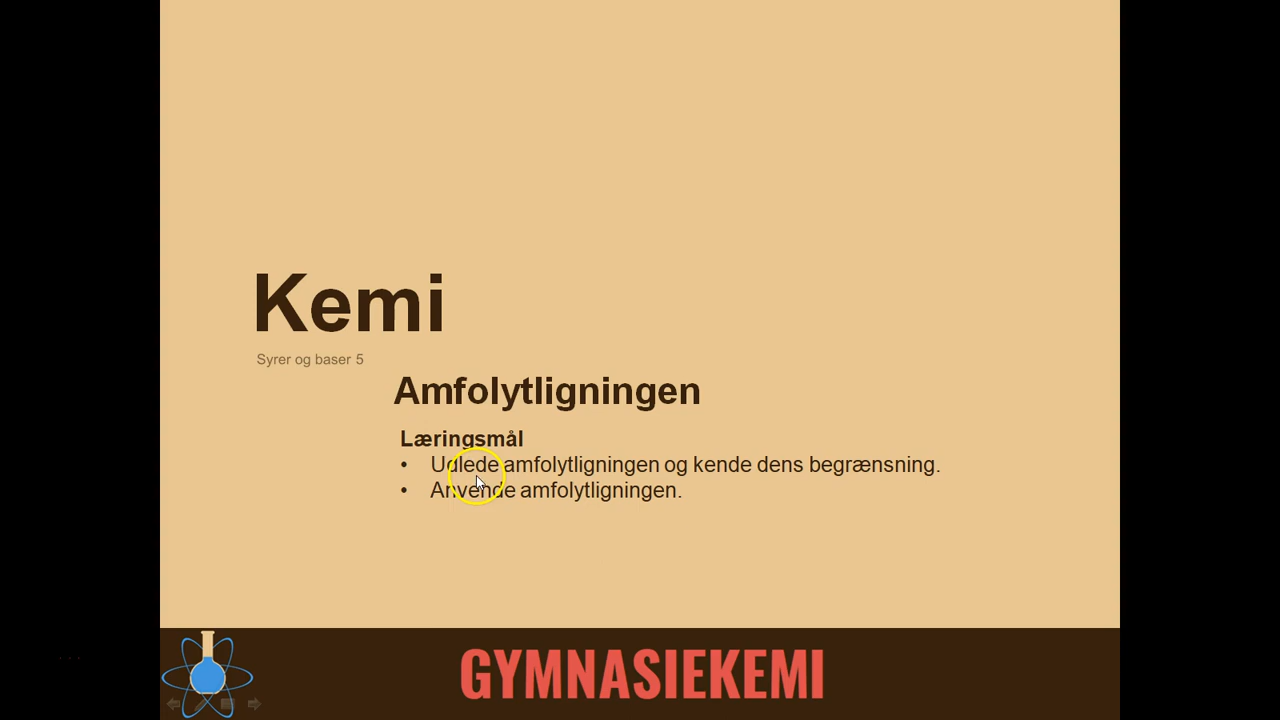 Kemi
Syrer og baser 5
Amfolytligningen
Læringsmål
• Udlede amfolytligningen og kende dens begrænsning.
• Anvende amfolytligningen.
GYMNASIEKEMI